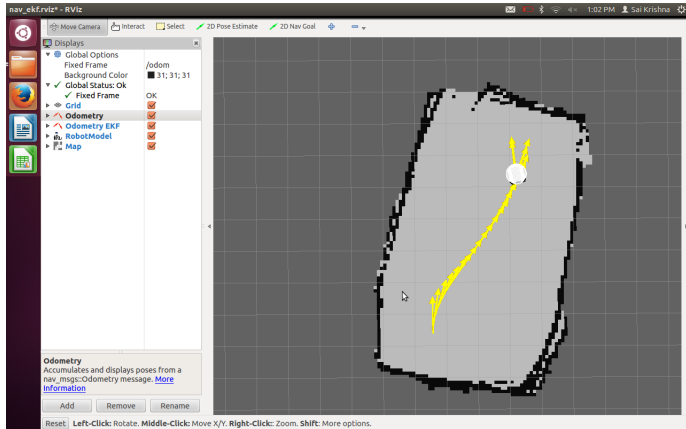 nav_ekf.rviz* - RViz
1:02 PM Sai Krishna
Move Camera Interact Select 2D Pose Estimate 2D Nav Goal
Displays
Global Options
Fixed Frame /odom
Background Color 31; 31; 31
Global Status: Ok
Fixed Frame OK
Grid
Odometry
Odometry EKF
RobotModel
Map
Odometry
Accumulates and displays poses from a
nav_msgs::Odometry message. More
Information
Add Remove Rename
Reset Left-Click: Rotate. Middle-Click: Move X/Y. Right-Click:: Zoom. Shift: More options.